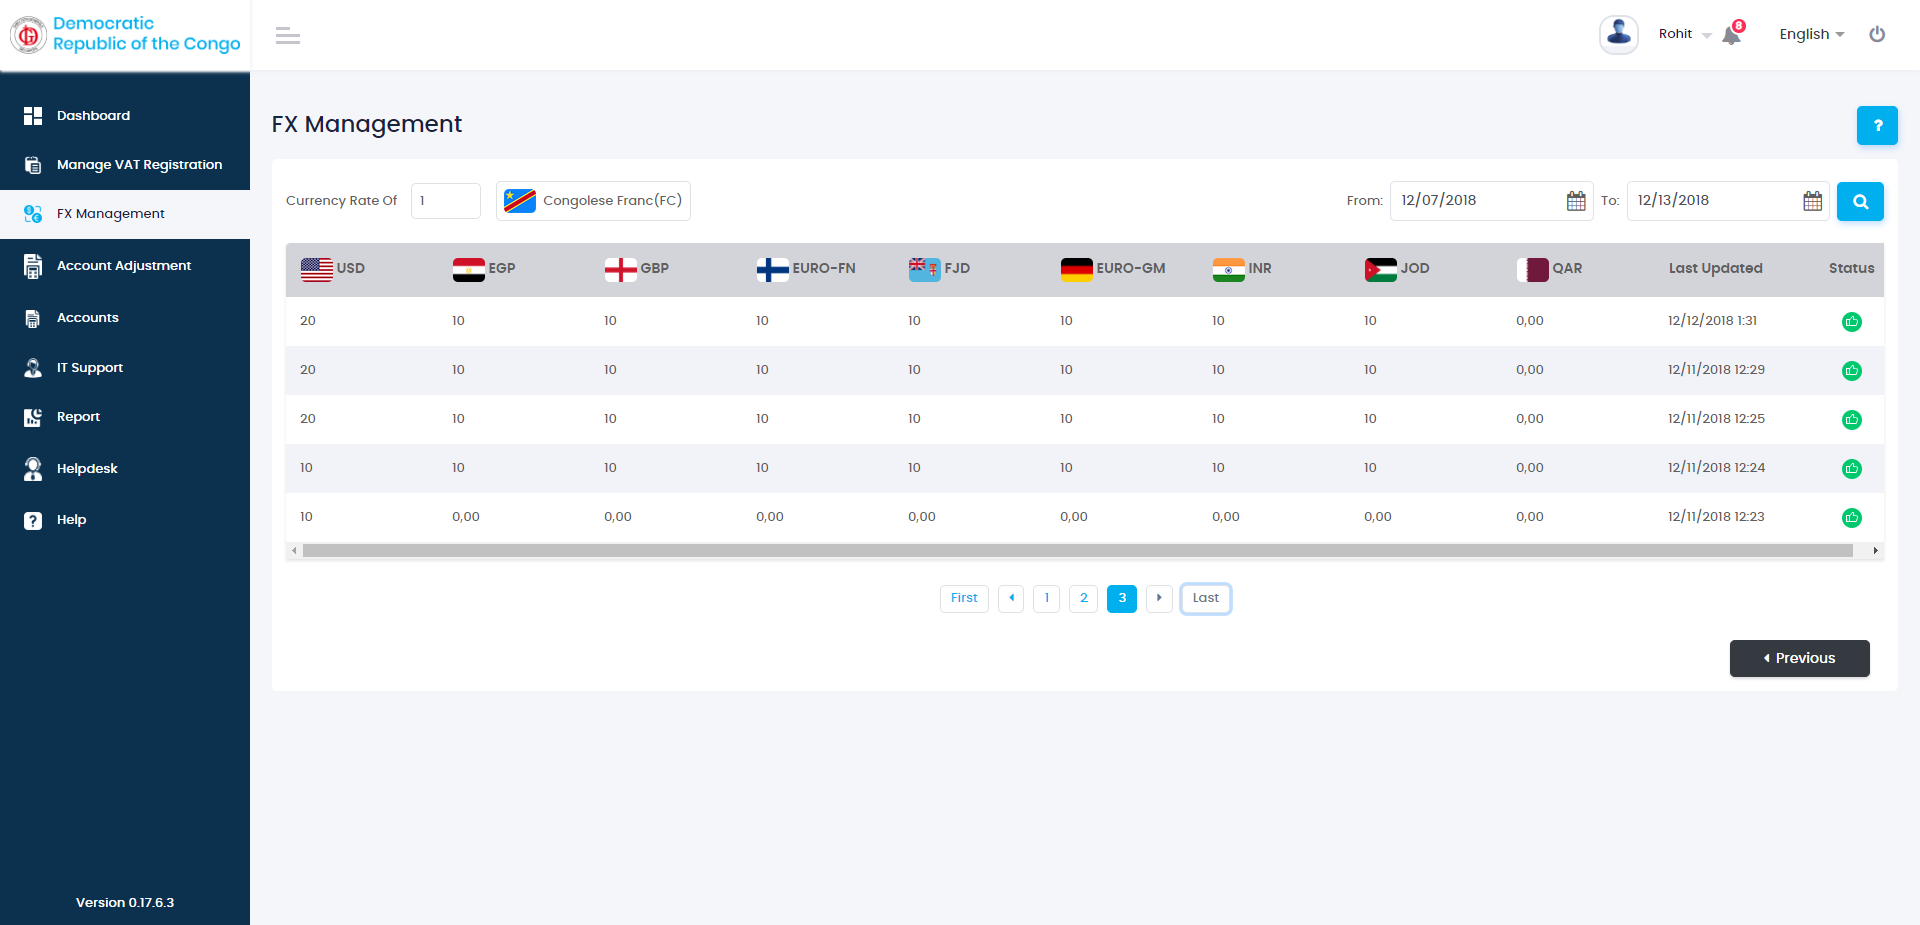 Democratic
Republic of the Congo
Rohit
8
English
Dashboard
Manage VAT Registration
FX Management
Account Adjustment
Accounts
IT Support
Report
Helpdesk
Help
Version 0.17.6.3
FX Management
?
Currency Rate Of 1 Congolese Franc(FC) From: 12/07/2018 To: 12/13/2018
USD EGP GBP EURO-FN FJD EURO-GM INR JOD QAR Last Updated Status
20 10 10 10 10 10 10 10 0,00 12/12/2018 1:31
20 10 10 10 10 10 10 10 0,00 12/11/2018 12:29
20 10 10 10 10 10 10 10 0,00 12/11/2018 12:25
10 10 10 10 10 10 10 10 0,00 12/11/2018 12:24
10 0,00 0,00 0,00 0,00 0,00 0,00 0,00 0,00 12/11/2018 12:23
First 1 2 3 Last
Previous